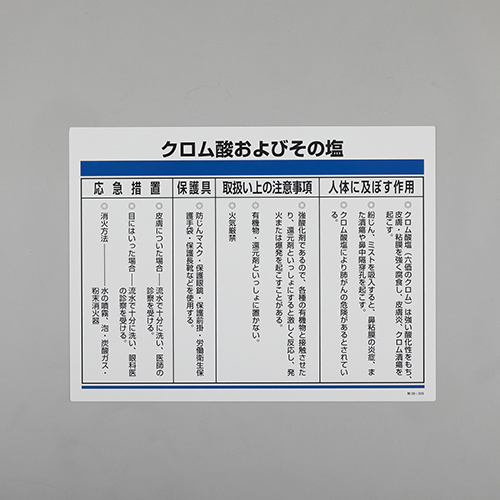 クロム酸およびその塩
人体に及ぼす作用
◎クロム酸塩（六価のクロム）は強い酸化性をもち、
皮膚・粘膜を強く腐食し、皮膚炎、クロム潰瘍を
起こす。
◎粉じん、ミストを吸入すると、鼻粘膜の炎症、ま
た潰瘍や鼻中隔穿孔を起こす。
◎クロム酸塩により肺がんの危険があるとされてい
る。
取扱い上の注意事項
◎強酸化剤であるので、各種の有機物と接触させた
り、還元剤といっしょにすると激しく反応し、発
火または爆発を起こすことがある。
◎有機物・還元剤といっしょに置かない。
◎火気厳禁
保護具
◎防じんマスク・保護眼鏡・保護前掛・労働衛生保
護手袋・保護長靴などを使用する。
応急措置
◎皮膚についた場合――流水で十分に洗い、医師の
診察を受ける。
◎目にはいった場合――流水で十分に洗い、眼科医
の診察を受ける。
◎消火方法――水の噴霧、泡・炭酸ガス・
粉末消火器